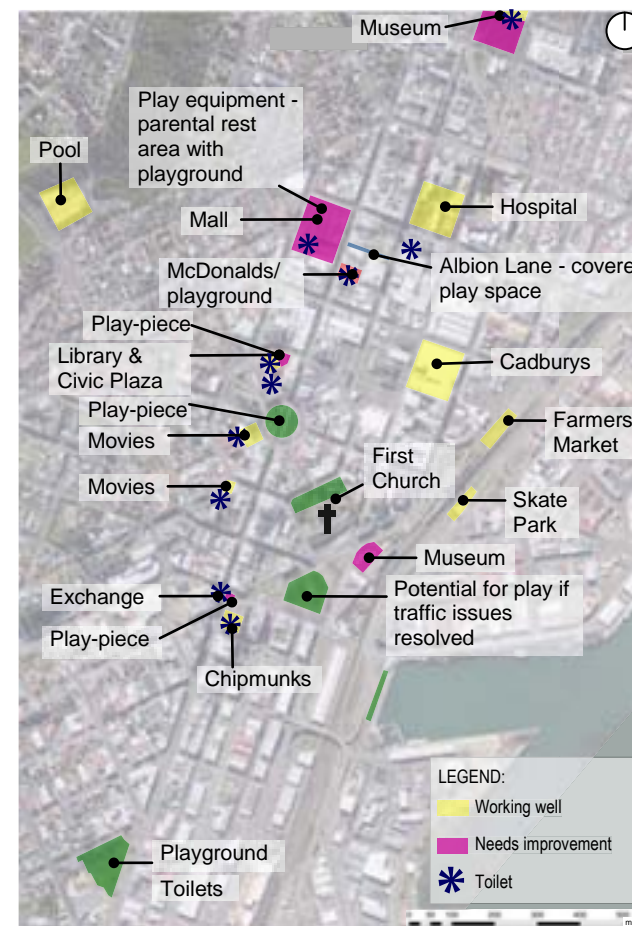 Museum
Play equipment -
parental rest
area with
playground
Pool
Mall
Hospital
McDonalds/
playground
Albion Lane - covere
play space
Play-piece
Library &
Civic Plaza
Cadburys
Play-piece
Movies
Farmers
Market
First
Church
Movies
Skate
Park
Museum
Exchange
Potential for play if
traffic issues
resolved
Play-piece
Chipmunks
LEGEND:
Working well
Needs improvement
Toilet
Playground
Toilets